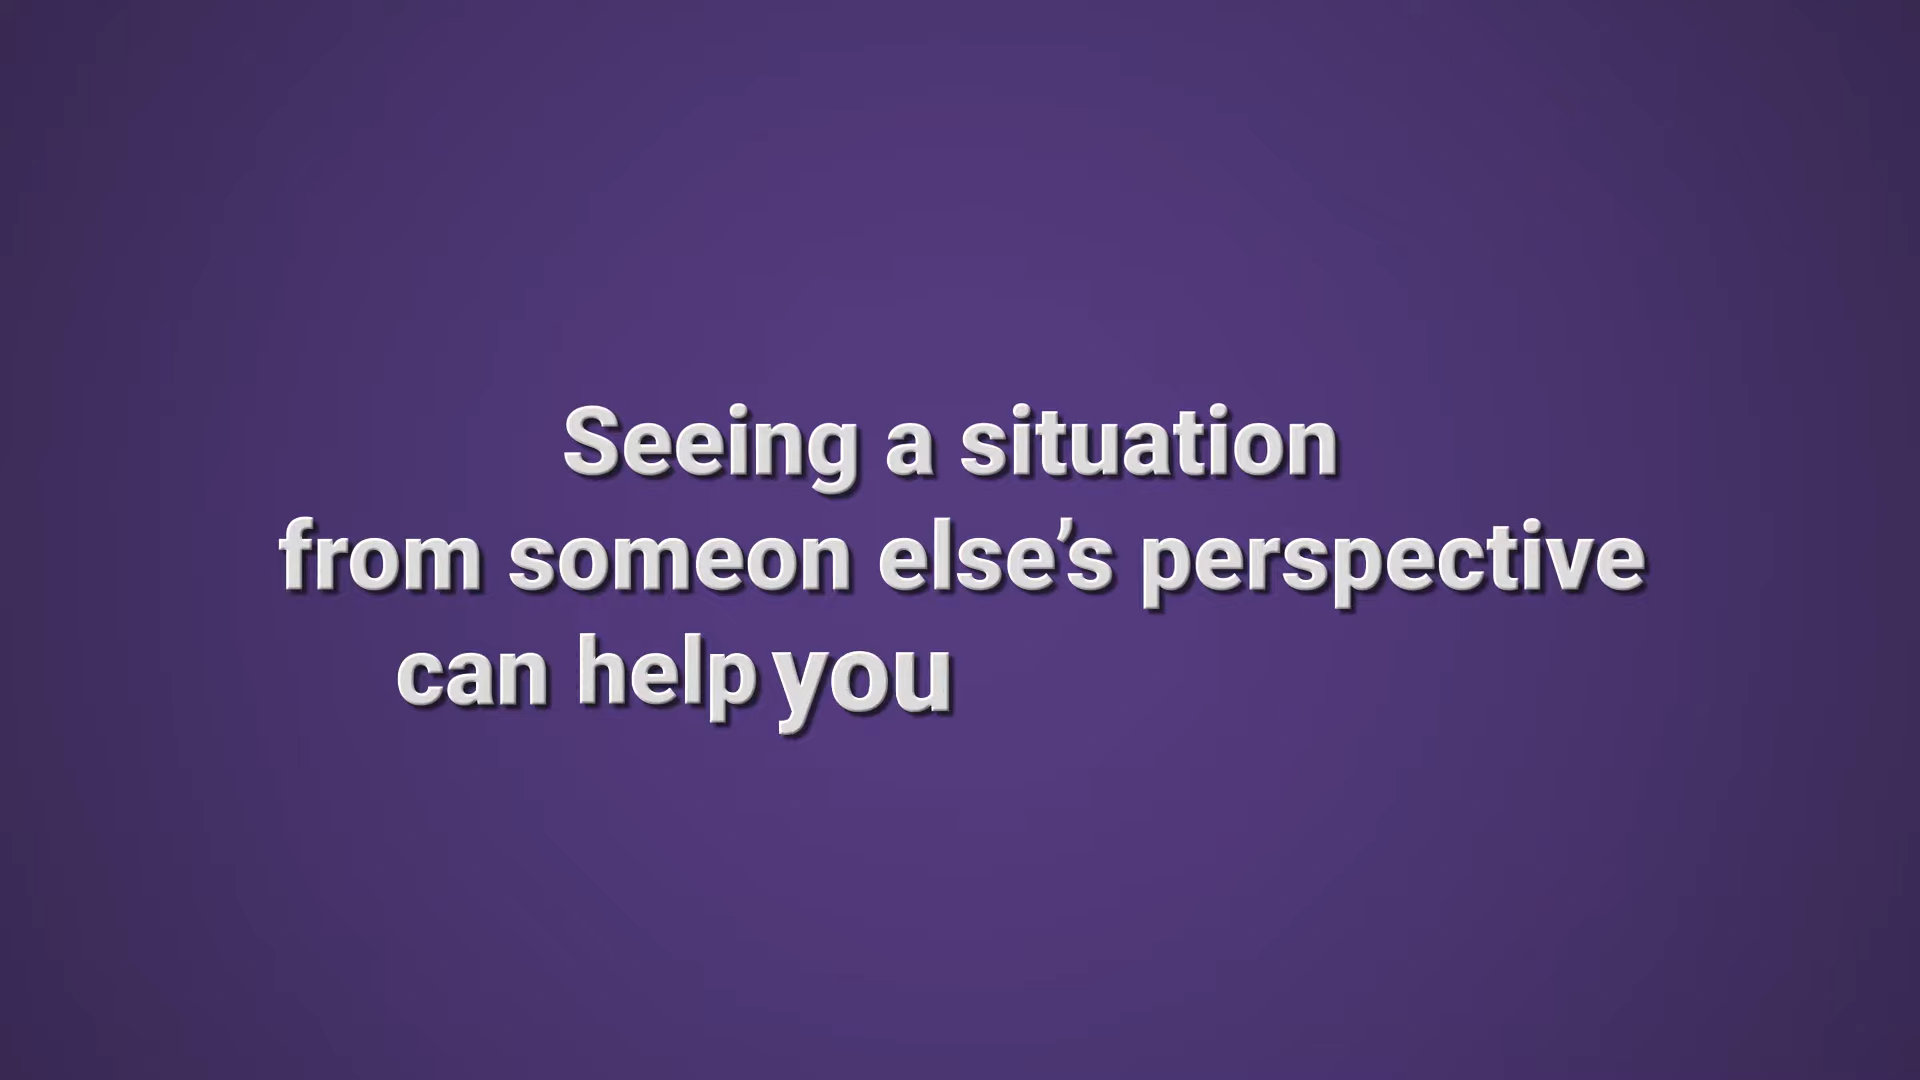 Seeing a situation
from someon else’s perspective
can help you